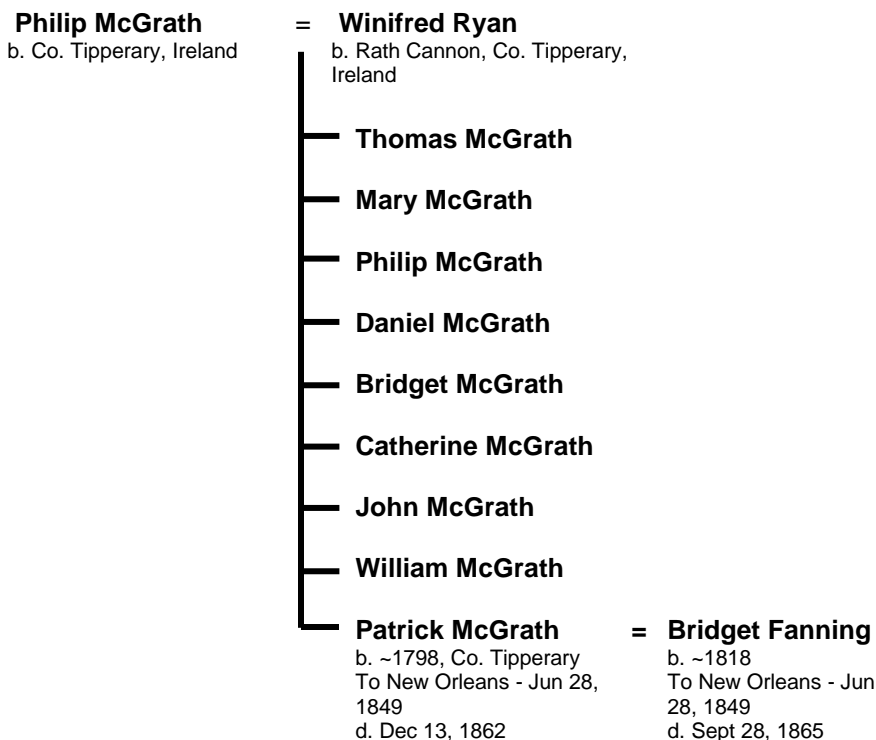 Philip McGrath = Winifred Ryan
b. Co. Tipperary, Ireland
b. Rath Cannon, Co. Tipperary,
Ireland
Thomas McGrath
Mary McGrath
Philip McGrath
Daniel McGrath
Bridget McGrath
Catherine McGrath
John McGrath
William McGrath
Patrick McGrath = Bridget Fanning
b. ~1798, Co. Tipperary
To New Orleans - Jun 28,
1849
d. Dec 13, 1862
b. ~1818
To New Orleans - Jun
28, 1849
d. Sept 28, 1865